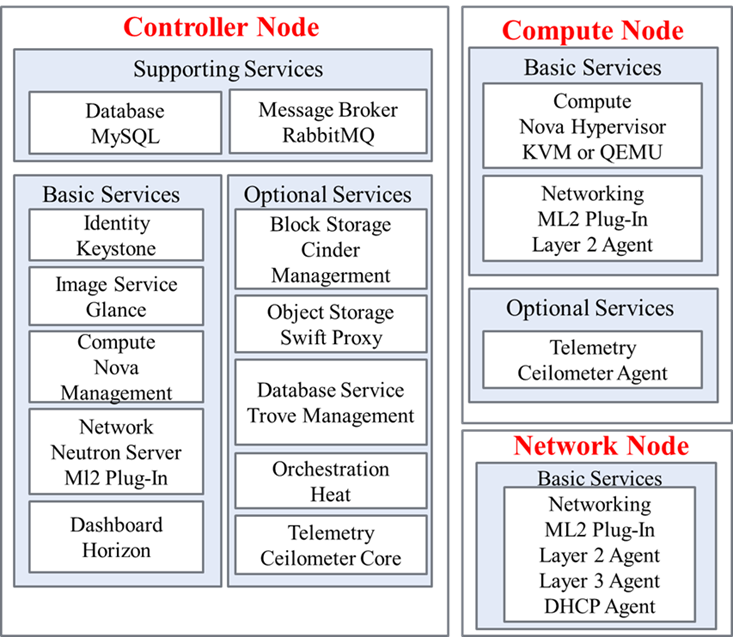 Controller Node
Supporting Services
Database
MySQL
Message Broker
RabbitMQ
Basic Services
Identity
Keystone
Image Service
Glance
Compute
Nova
Management
Network
Neutron Server
Ml2 Plug-In
Dashboard
Horizon
Optional Services
Block Storage
Cinder
Managerment
Object Storage
Swift Proxy
Database Service
Trove Management
Orchestration
Heat
Telemetry
Ceilometer Core
Compute Node
Basic Services
Compute
Nova Hypervisor
KVM or QEMU
Networking
ML2 Plug-In
Layer 2 Agent
Optional Services
Telemetry
Ceilometer Agent
Network Node
Basic Services
Networking
ML2 Plug-In
Layer 2 Agent
Layer 3 Agent
DHCP Agent